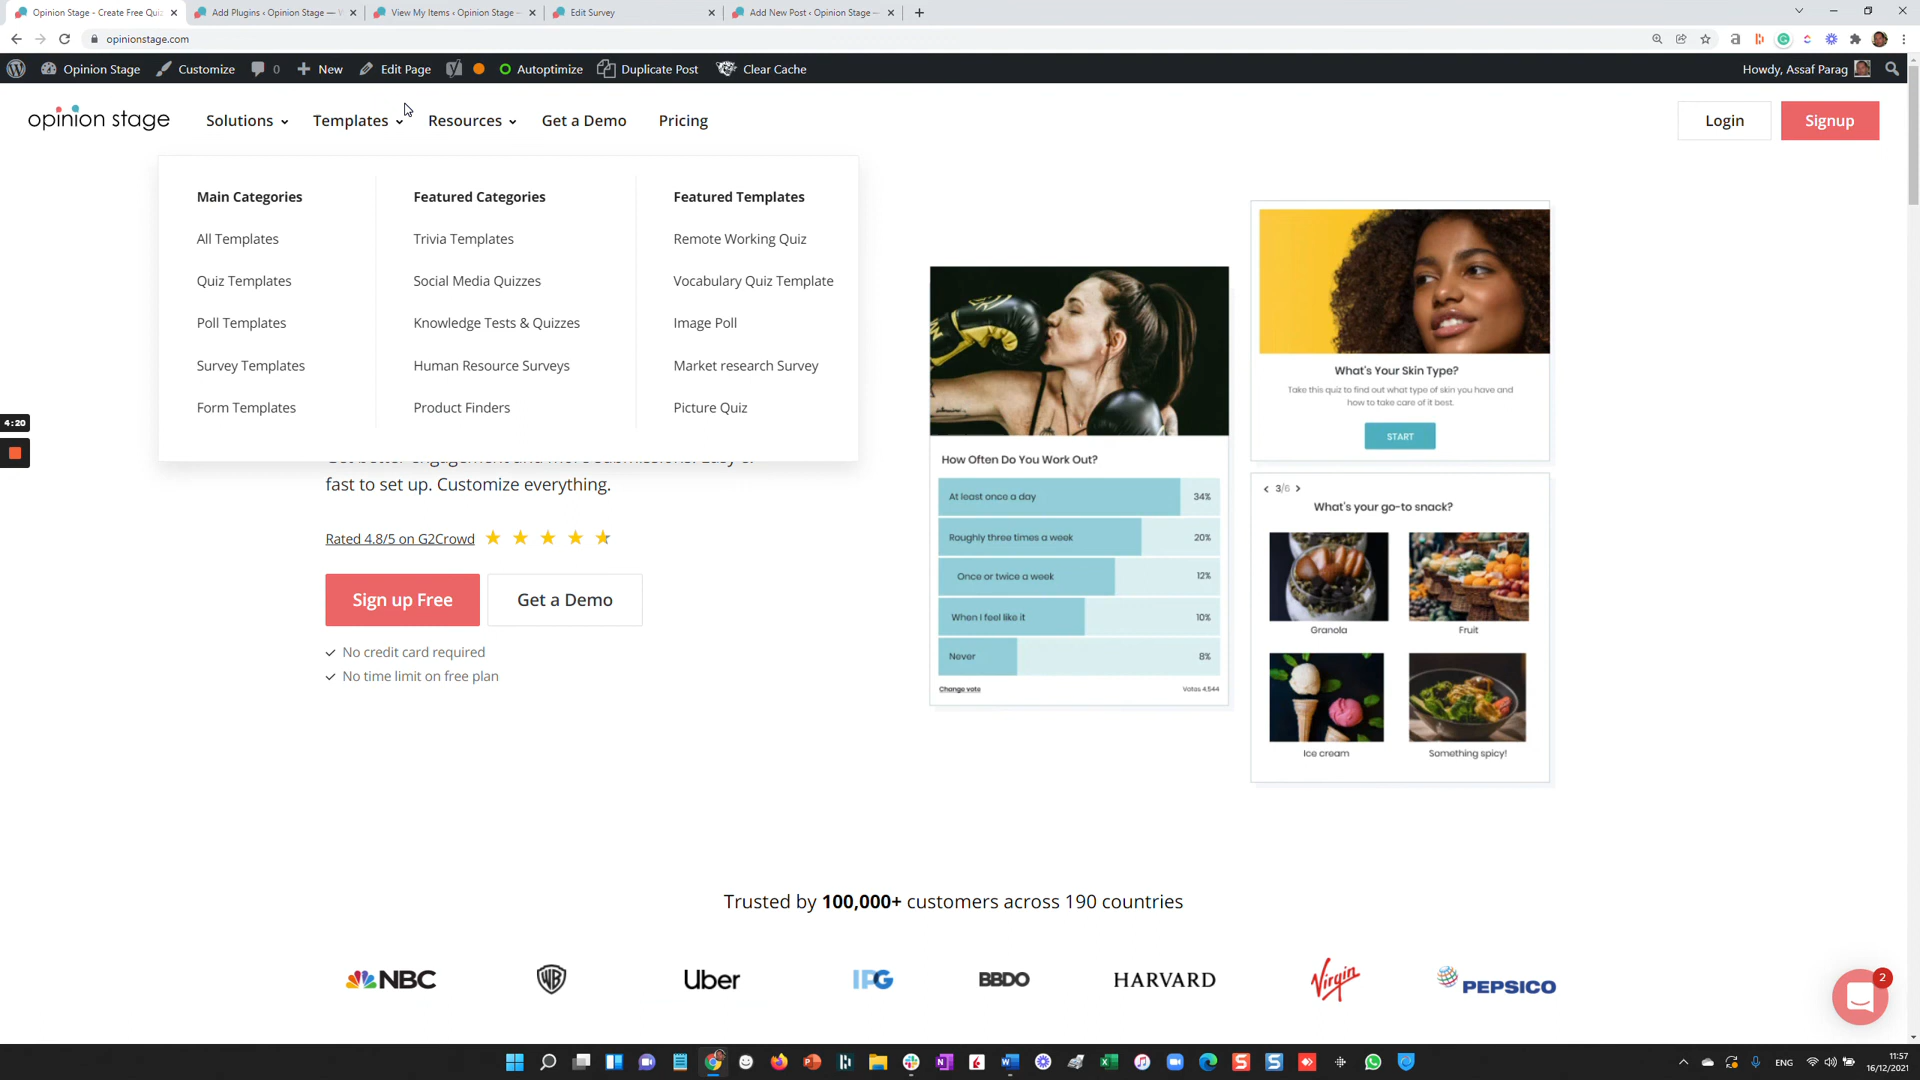 Opinion Stage - Create Free Quiz
Add Plugins ‹ Opinion Stage — W
View My Items ‹ Opinion Stage —
Edit Survey
Add New Post ‹ Opinion Stage —
opinionstage.com
Opinion Stage
Customize
0
New
Edit Page
Autoptimize
Duplicate Post
Clear Cache
Howdy, Assaf Parag
opinion stage
Solutions
Templates
Resources
Get a Demo
Pricing
Login
Signup
Main Categories
All Templates
Quiz Templates
Poll Templates
Survey Templates
Form Templates
Featured Categories
Trivia Templates
Social Media Quizzes
Knowledge Tests & Quizzes
Human Resource Surveys
Product Finders
Featured Templates
Remote Working Quiz
Vocabulary Quiz Template
Image Poll
Market research Survey
Picture Quiz
4:20
fast to set up. Customize everything.
Rated 4.8/5 on G2Crowd
Sign up Free
Get a Demo
No credit card required
No time limit on free plan
How Often Do You Work Out?
At least once a day 34%
Roughly three times a week 20%
Once or twice a week 12%
When I feel like it 10%
Never 8%
Change vote
Votes 4,544
What's Your Skin Type?
Take this quiz to find out what type of skin you have and
how to take care of it best.
START
3/6
What's your go-to snack?
Granola
Fruit
Ice cream
Something spicy!
Trusted by 100,000+ customers across 190 countries
NBC
WB
Uber
IPG
BBDO
HARVARD
Virgin
PEPSICO
2
ENG
11:57
16/12/2021